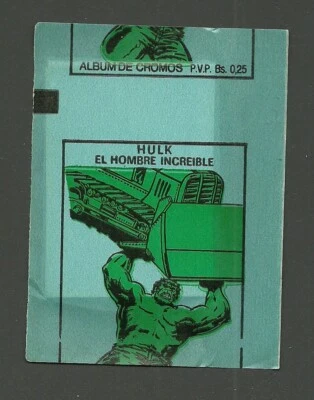 ALBUM DE CROMOS P.V.P. Bs. 0,25
HULK
EL HOMBRE INCREIBLE